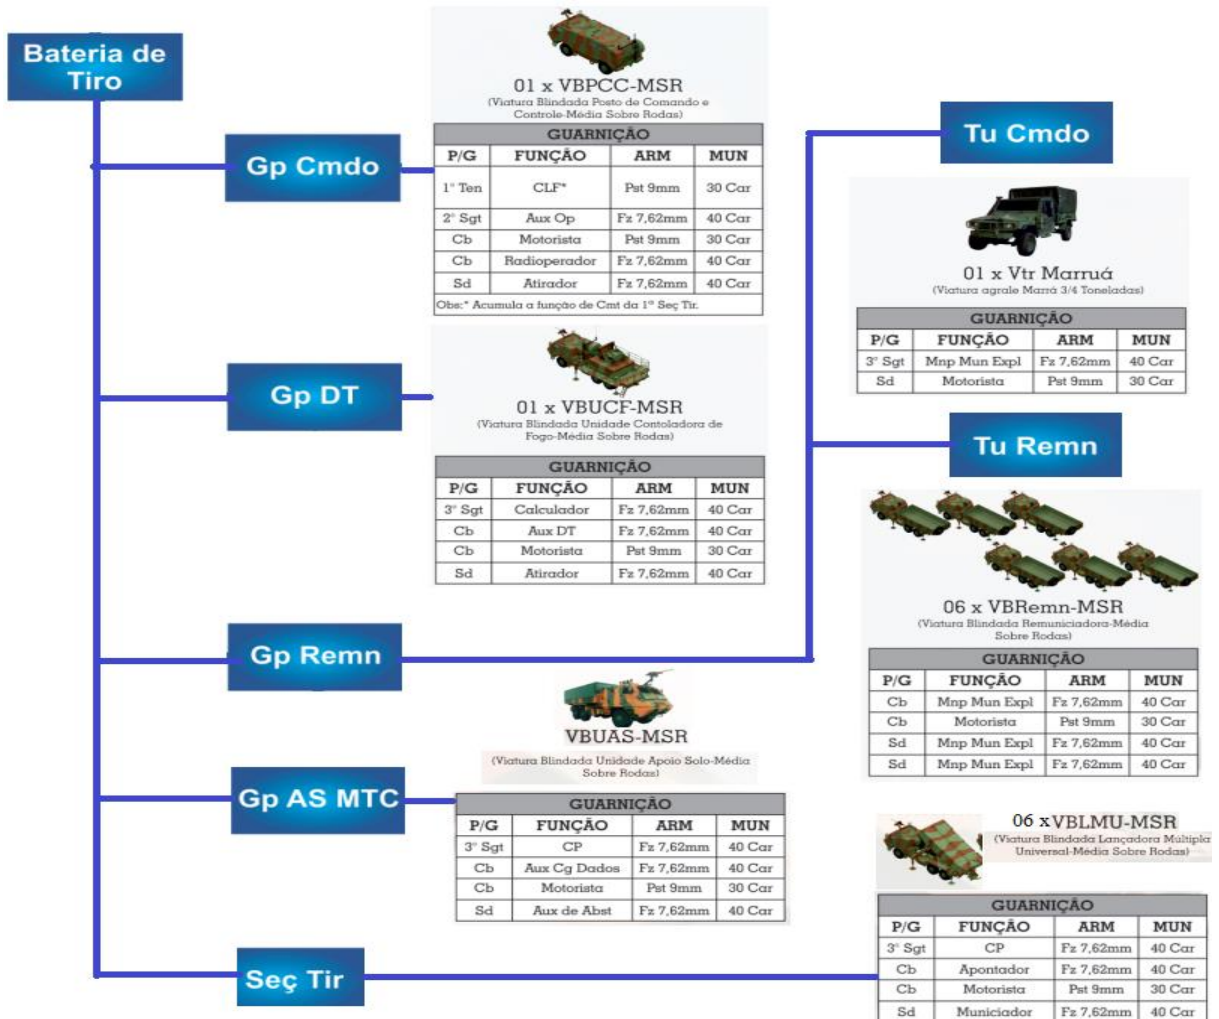 Bateria de
Tiro
Gp Cmdo
01 x VBPCC-MSR
(Viatura Blindada Posto de Comando e
Controle-Média Sobre Rodas)
GUARNIÇÃO
P/G FUNÇÃO ARM MUN
1º Ten CLF* Pst 9mm 30 Car
2º Sgt Aux Op Fz 7,62mm 40 Car
Cb Motorista Pst 9mm 30 Car
Cb Radioperador Fz 7,62mm 40 Car
Sd Atirador Fz 7,62mm 40 Car
Obs:* Acumula a função de Cmt da 1ª Seç Tir.
Gp DT
01 x VBUCF-MSR
(Viatura Blindada Unidade Contoladora de
Fogo-Média Sobre Rodas)
GUARNIÇÃO
P/G FUNÇÃO ARM MUN
3º Sgt Calculador Fz 7,62mm 40 Car
Cb Aux DT Fz 7,62mm 40 Car
Cb Motorista Pst 9mm 30 Car
Sd Atirador Fz 7,62mm 40 Car
Gp Remn
Tu Cmdo
01 x Vtr Marruá
(Viatura agrale Marrá 3/4 Toneladas)
GUARNIÇÃO
P/G FUNÇÃO ARM MUN
3º Sgt Mnp Mun Expl Fz 7,62mm 40 Car
Sd Motorista Pst 9mm 30 Car
Tu Remn
06 x VBRemn-MSR
(Viatura Blindada Remuniciadora-Média
Sobre Rodas)
GUARNIÇÃO
P/G FUNÇÃO ARM MUN
Cb Mnp Mun Expl Fz 7,62mm 40 Car
Cb Motorista Pst 9mm 30 Car
Sd Mnp Mun Expl Fz 7,62mm 40 Car
Sd Mnp Mun Expl Fz 7,62mm 40 Car
Gp AS MTC
VBUAS-MSR
(Viatura Blindada Unidade Apoio Solo-Média
Sobre Rodas)
GUARNIÇÃO
P/G FUNÇÃO ARM MUN
3º Sgt CP Fz 7,62mm 40 Car
Cb Aux Cg Dados Fz 7,62mm 40 Car
Cb Motorista Pst 9mm 30 Car
Sd Aux de Abst Fz 7,62mm 40 Car
Seç Tir
06 x VBLMU-MSR
(Viatura Blindada Lançadora Múltipla
Universal-Média Sobre Rodas)
GUARNIÇÃO
P/G FUNÇÃO ARM MUN
3º Sgt CP Fz 7,62mm 40 Car
Cb Apontador Fz 7,62mm 40 Car
Cb Motorista Pst 9mm 30 Car
Sd Municiador Fz 7,62mm 40 Car